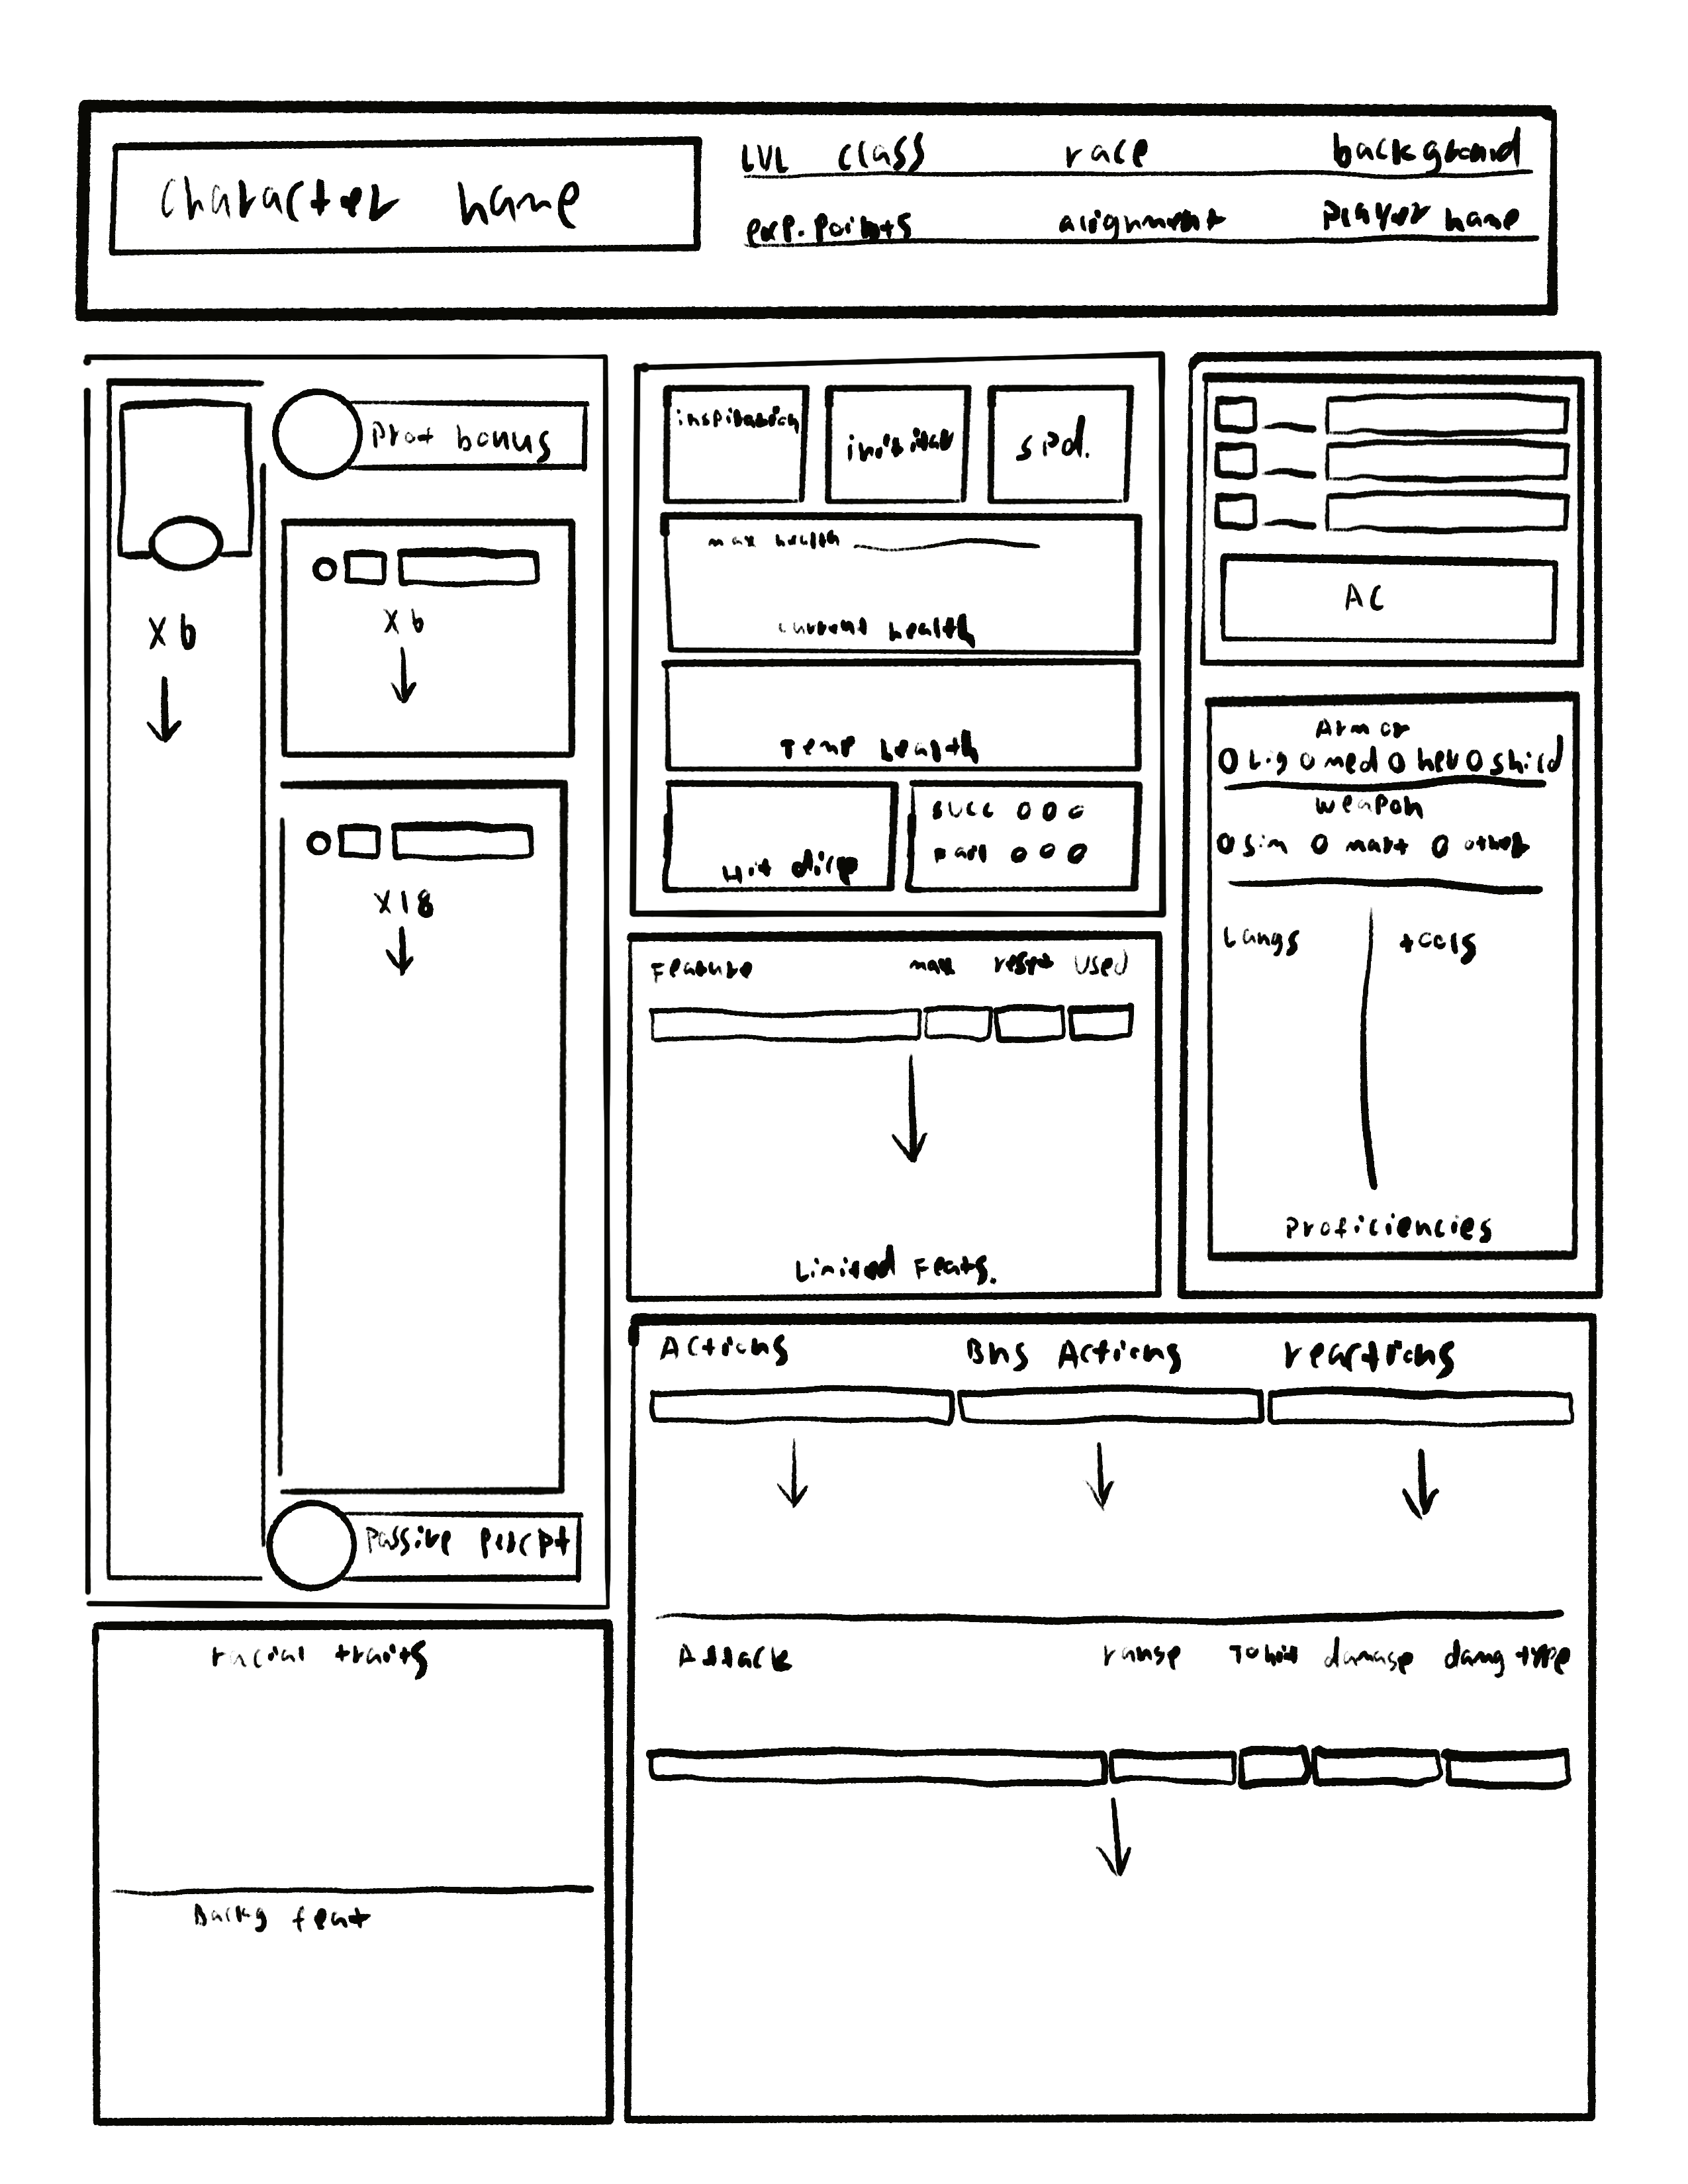 Character name
LVL class race background
exp. points alignment player name
Prof bonus
X6
X6
X18
Passive percpt
racial traits
Backg feat
inspiration
initiat
spd.
max health
current health
Temp health
Hit dice
succ
Fail
Feature max reset used
Limited Feats.
AC
Armor
Lig med hev shild
weapon
sim mart other
Langs tools
Proficiencies
Actions Bns Actions reactions
Attack range To hit damage damg type